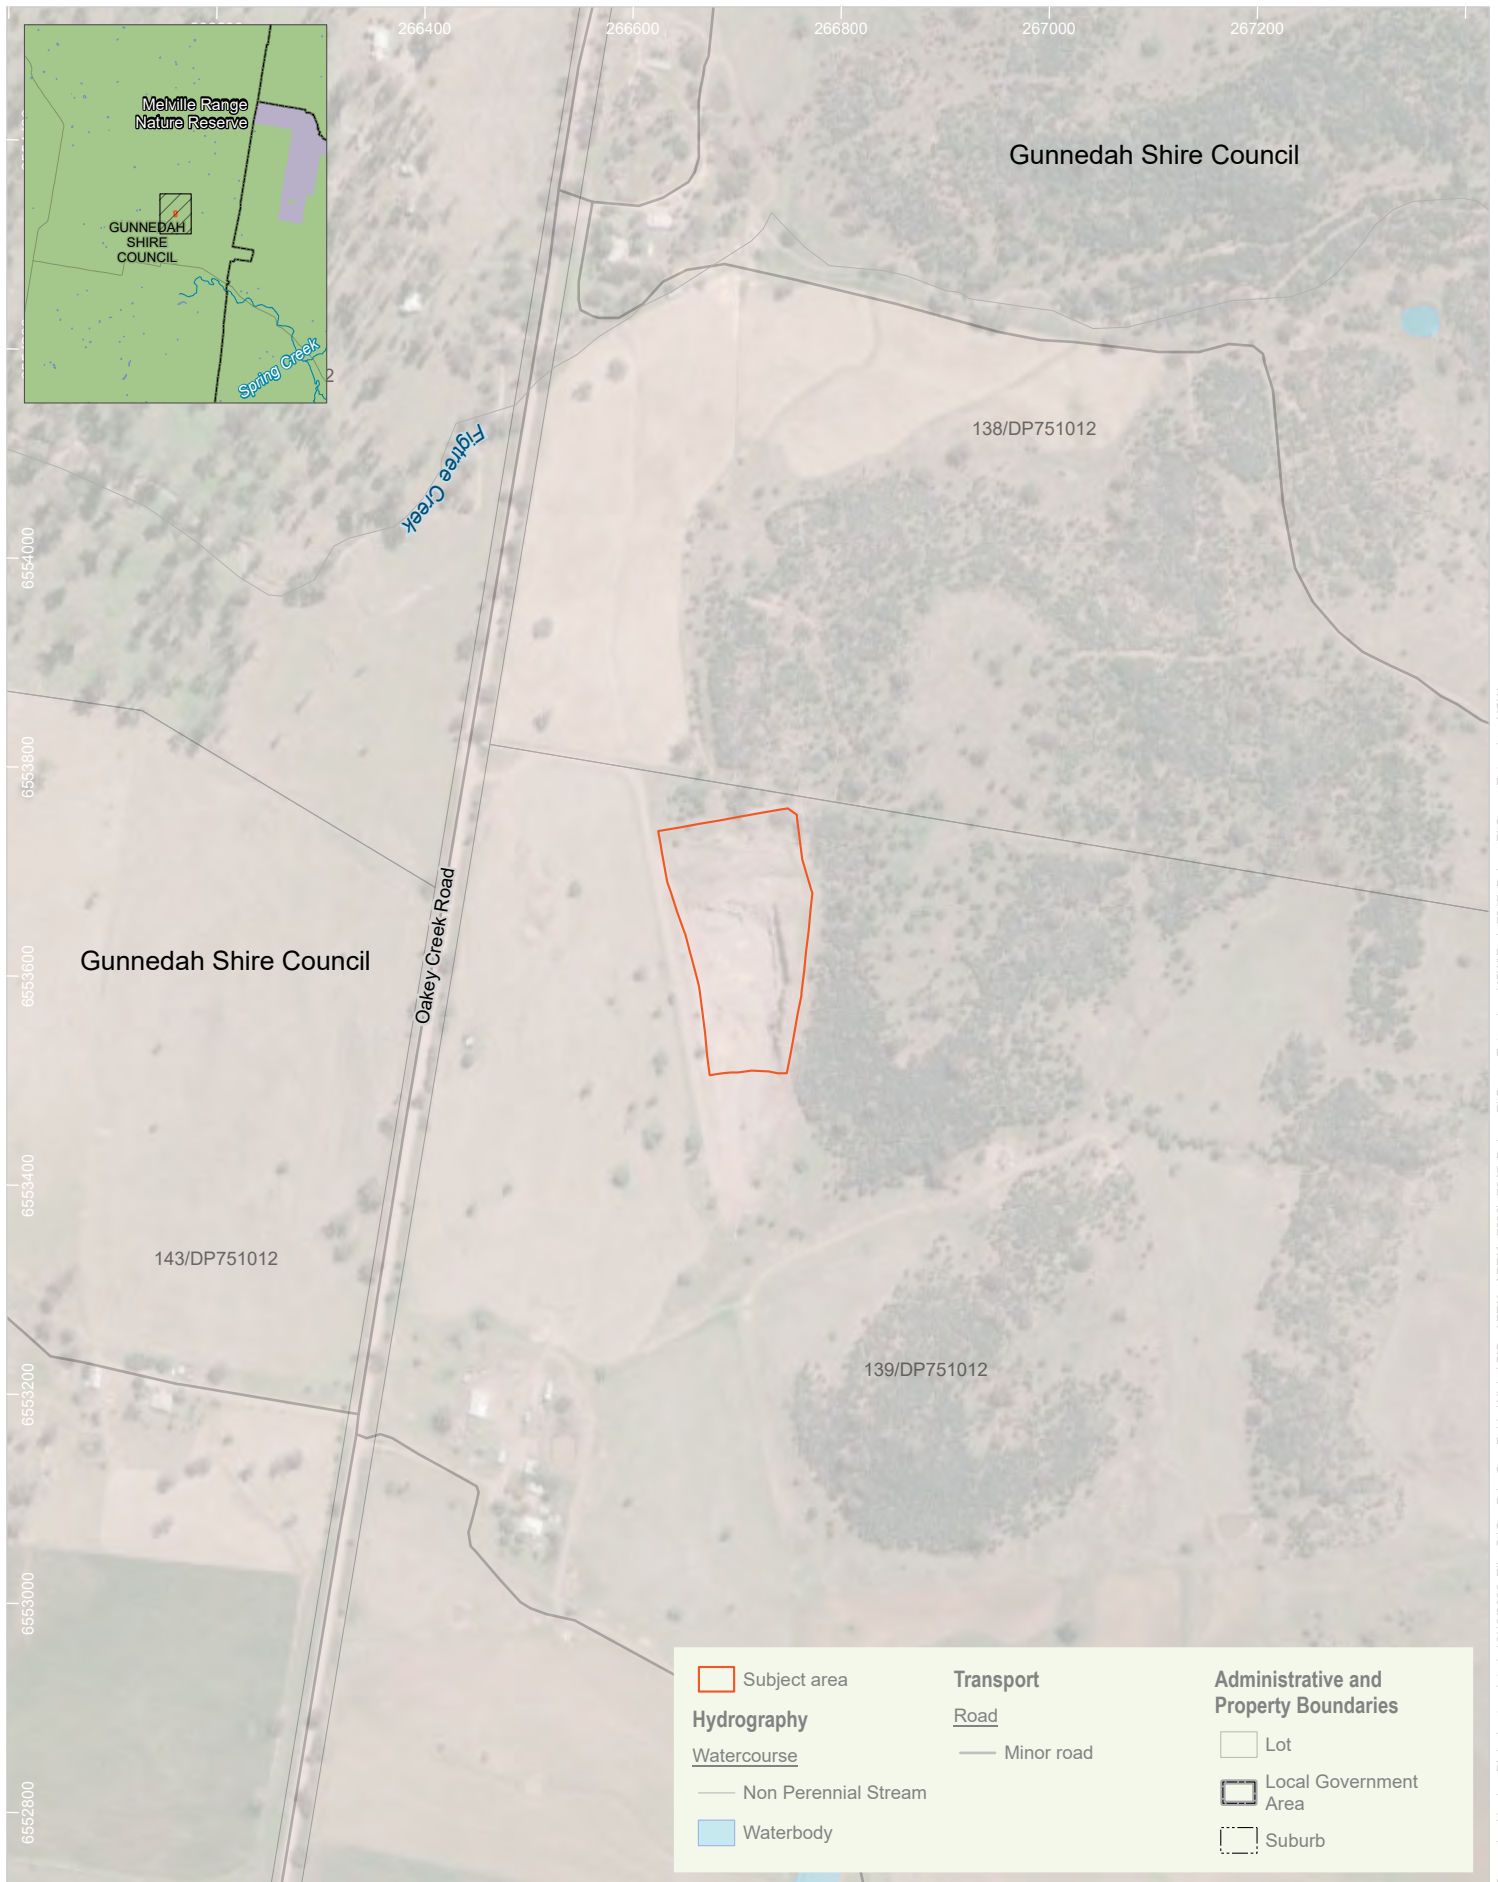 266400
266600
266800
267000
267200
Melville Range
Nature Reserve
GUNNEDAH
SHIRE
COUNCIL
Spring Creek
2
Gunnedah Shire Council
138/DP751012
Figtree Creek
6554000
6553800
Oakey Creek Road
Gunnedah Shire Council
6553600
6553400
143/DP751012
139/DP751012
6553200
6553000
6552800
Subject area
Hydrography
Watercourse
Non Perennial Stream
Waterbody
Transport
Road
Minor road
Administrative and
Property Boundaries
Lot
Local Government
Area
Suburb